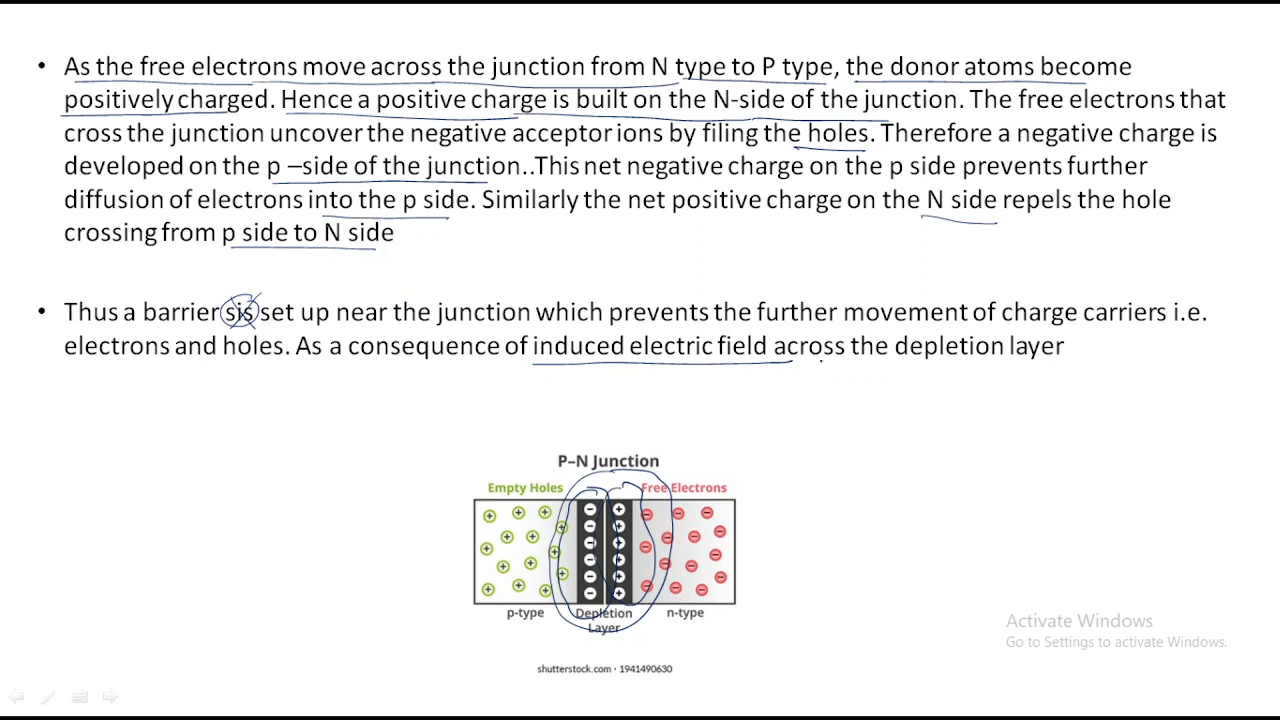 • As the free electrons move across the junction from N type to P type, the donor atoms become
positively charged. Hence a positive charge is built on the N-side of the junction. The free electrons that
cross the junction uncover the negative acceptor ions by filing the holes. Therefore a negative charge is
developed on the p –side of the junction..This net negative charge on the p side prevents further
diffusion of electrons into the p side. Similarly the net positive charge on the N side repels the hole
crossing from p side to N side
• Thus a barrier sis set up near the junction which prevents the further movement of charge carriers i.e.
electrons and holes. As a consequence of induced electric field across the depletion layer
P–N Junction
Empty Holes
Free Electrons
p-type
Depletion
Layer
n-type
shutterstock.com · 1941490630
Activate Windows
Go to Settings to activate Windows.